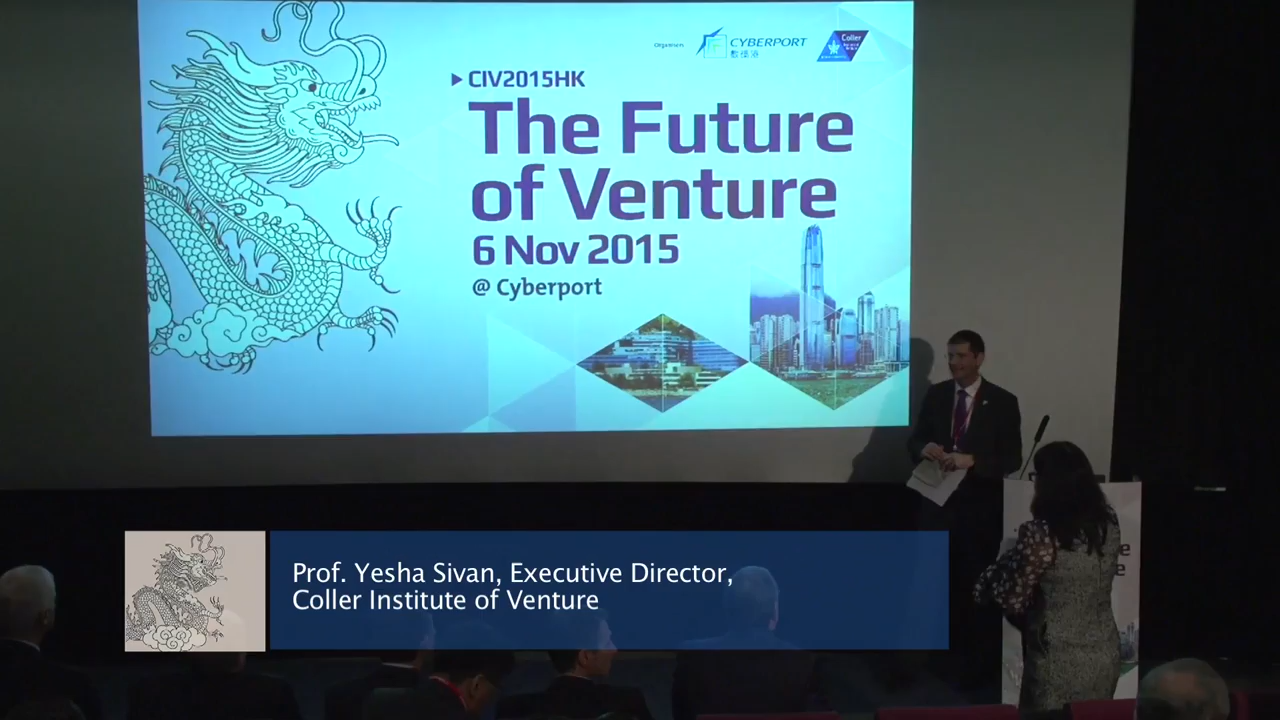 Organisers
CYBERPORT
數碼港
Coller
CIV2015HK
The Future
of Venture
6 Nov 2015
@ Cyberport
Prof. Yesha Sivan, Executive Director,
Coller Institute of Venture